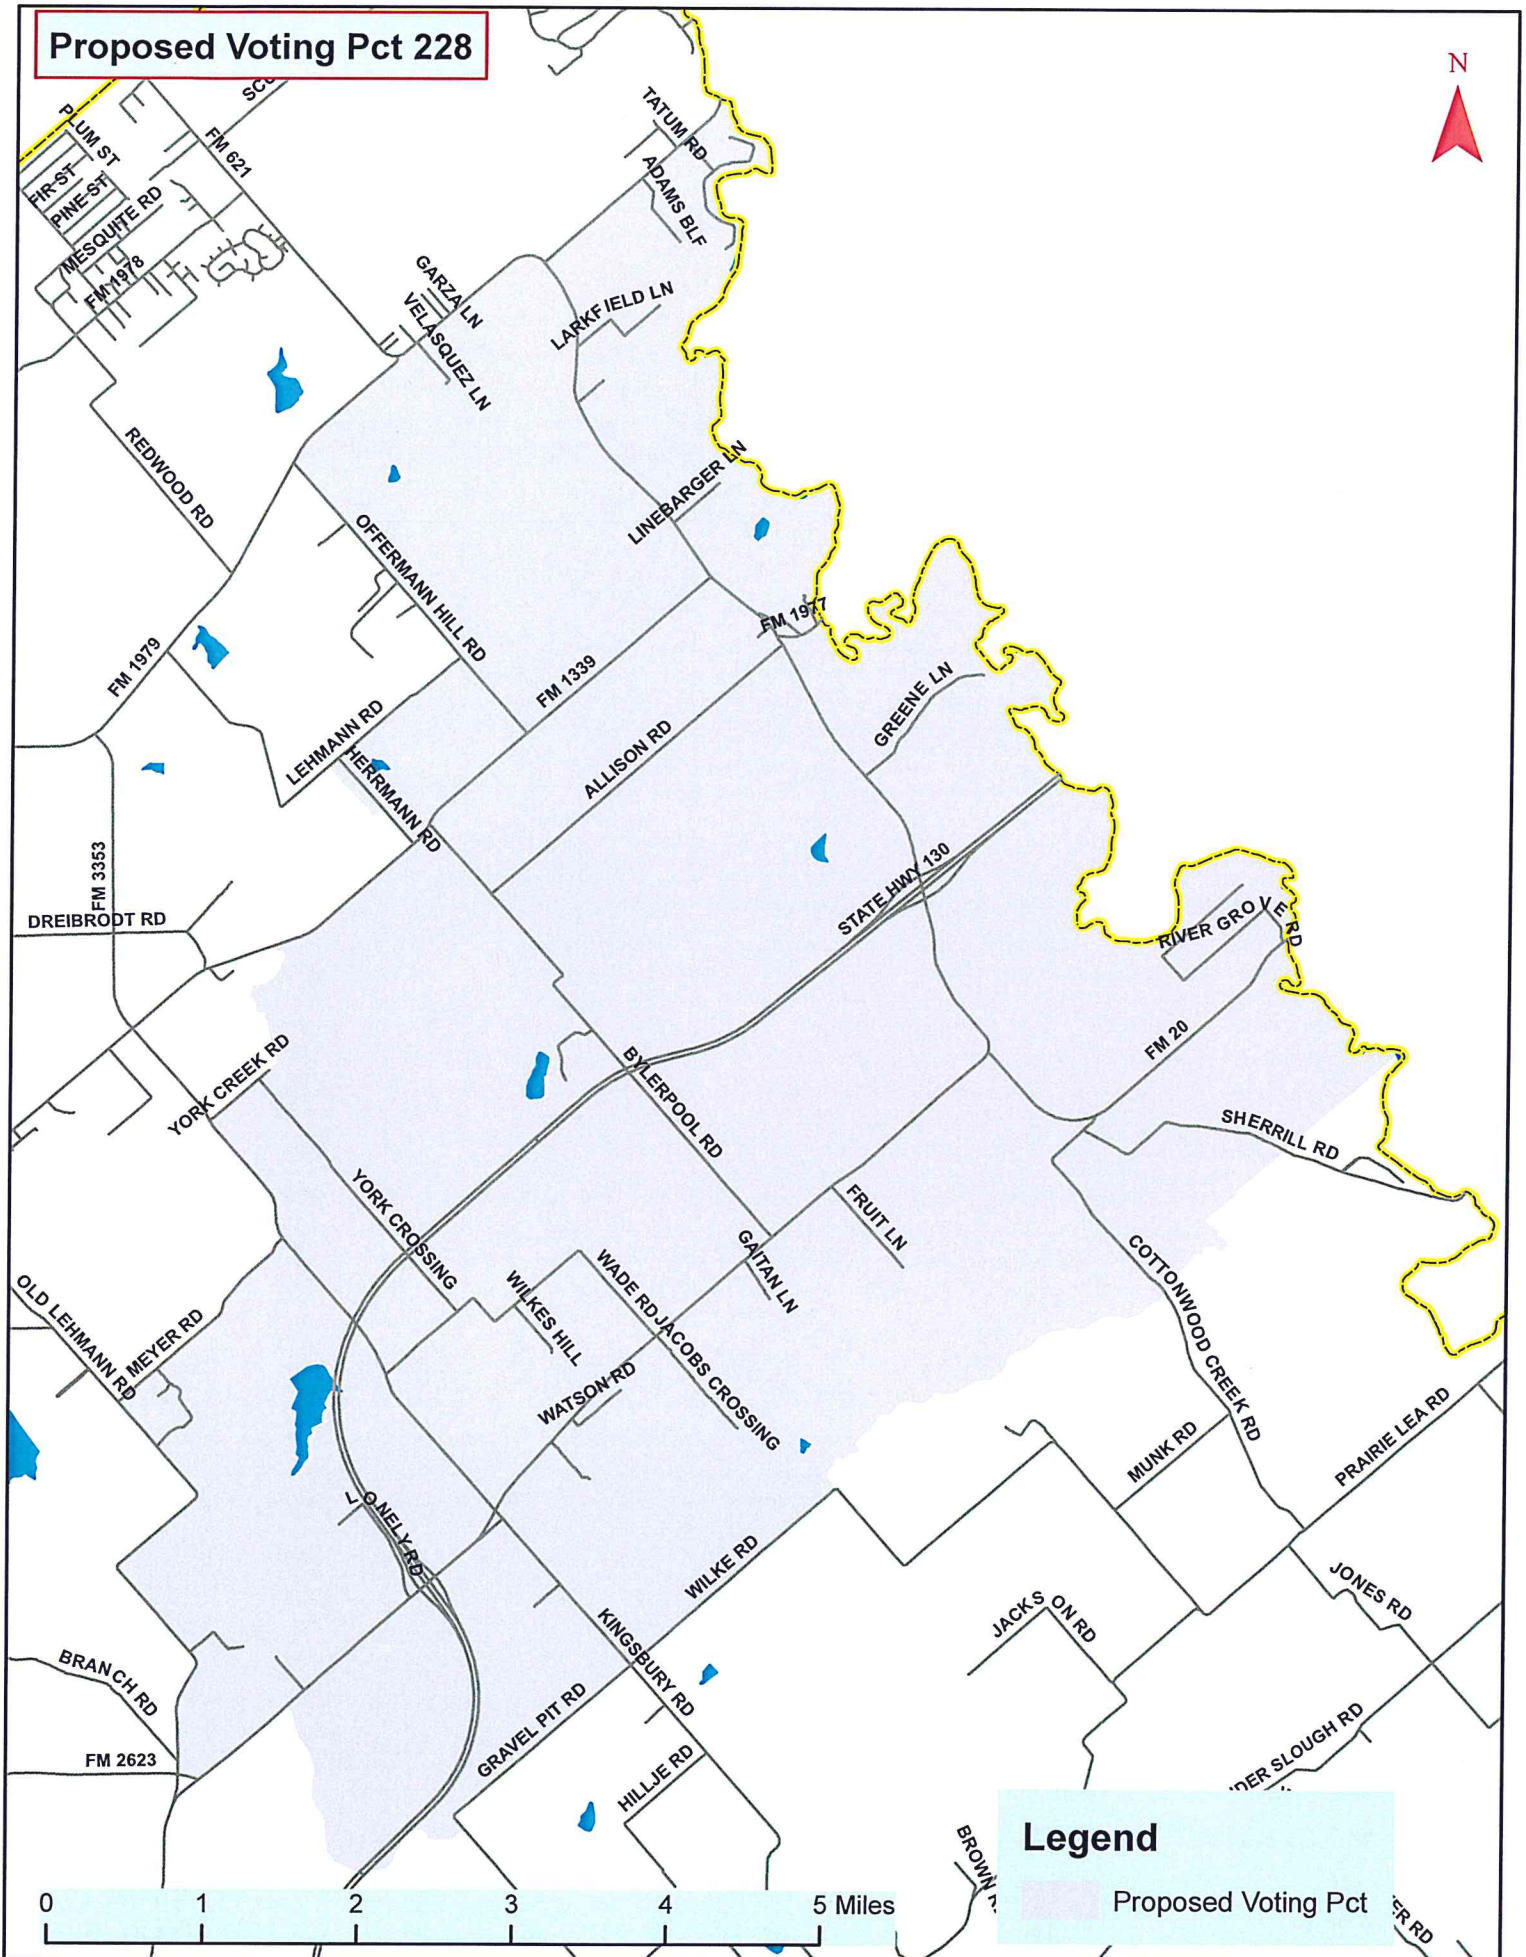 Proposed Voting Pct 228
N
PLUM ST
FM 621
FIR ST
PINE ST
MESQUITE RD
FM 1978
TATUM RD
ADAMS BLF
GARZA LN
VELASQUEZ LN
LARKFIELD LN
REDWOOD RD
LINEBARGER LN
OFFERMANN HILL RD
FM 1977
FM 1979
FM 1339
GREENE LN
LEHMANN RD
HERRMANN RD
ALLISON RD
FM 3353
STATE HWY 130
DREIBRODT RD
RIVER GROVE RD
YORK CREEK RD
BYLERPOOL RD
FM 20
SHERRILL RD
YORK CROSSING
FRUIT LN
GAITAN LN
COTTONWOOD CREEK RD
OLD LEHMANN RD
MEYER RD
WILKES HILL
WADE RD
JACOBS CROSSING
WATSON RD
MUNK RD
PRAIRIE LEA RD
LONELY RD
WILKE RD
JONES RD
JACKSON RD
KINGSBURY RD
BRANCH RD
GRAVEL PIT RD
FM 2623
HILLJE RD
SLOUGH RD
BROWN
Legend
Proposed Voting Pct
RD
0 1 2 3 4 5 Miles